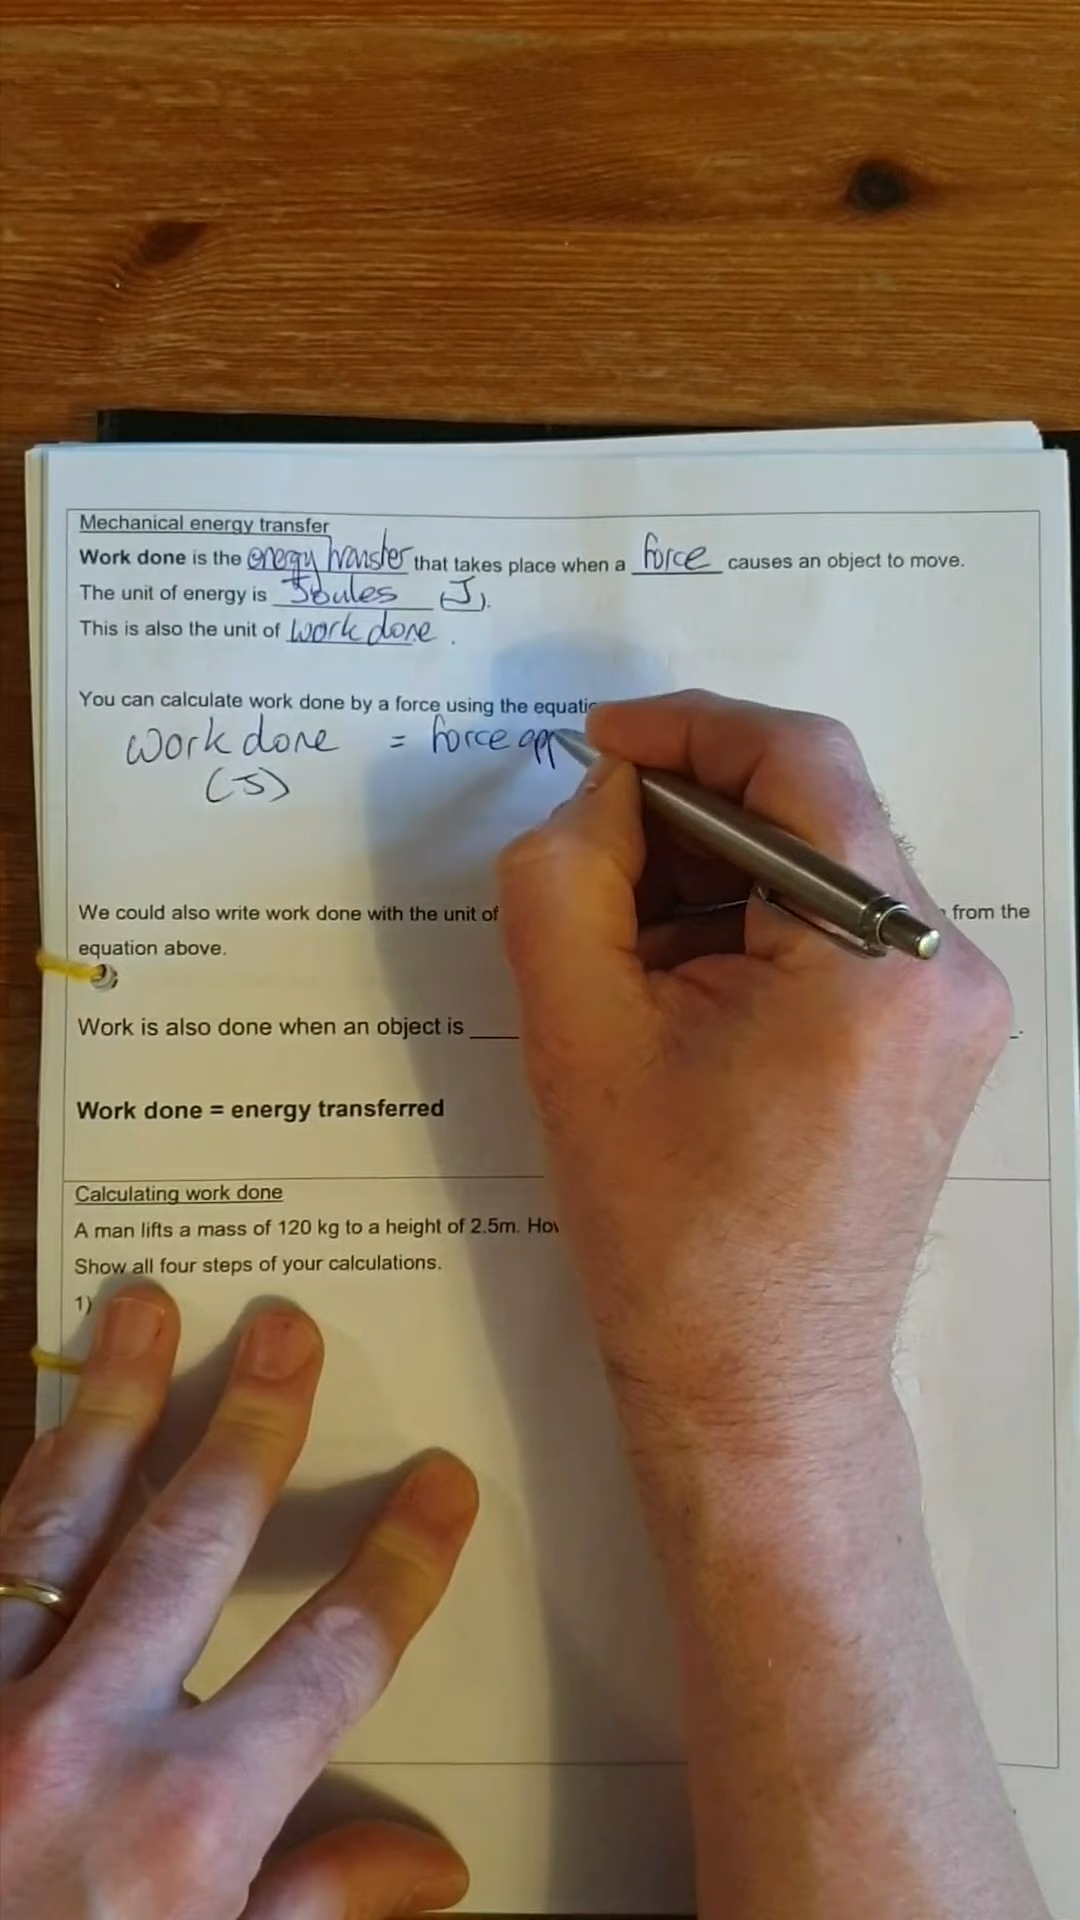 Mechanical energy transfer
Work done is the energy transfer that takes place when a force causes an object to move.
The unit of energy is Joules (J).
This is also the unit of work done.
You can calculate work done by a force using the
work done = force
(J)
We could also write work done with the unit of from the
equation above.
Work is also done when an object is ____ .
Work done = energy transferred
Calculating work done
A man lifts a mass of 120 kg to a height of 2.5m.
Show all four steps of your calculations.
1)